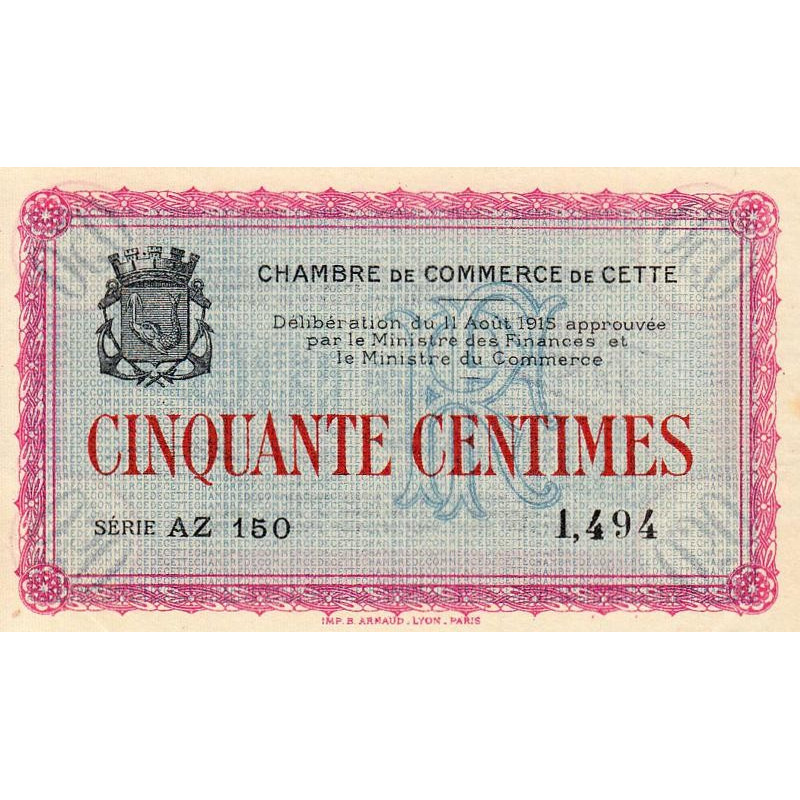 CHAMBRE DE COMMERCE DE CETTE
Délibération du 11 Août 1915 approuvée
par le Ministre des Finances et
le Ministre du Commerce
CINQUANTE CENTIMES
SÉRIE AZ 150 1,494
IMP. B. ARNAUD. LYON. PARIS